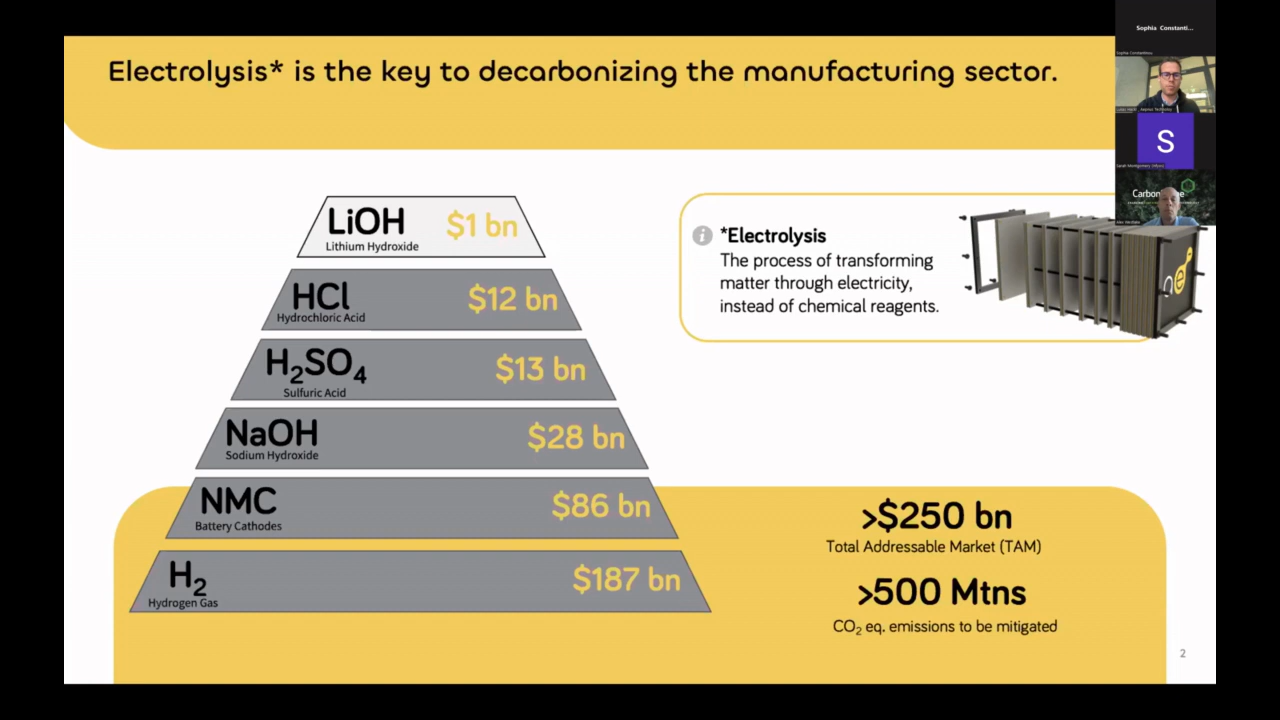 Electrolysis* is the key to decarbonizing the manufacturing sector.
LiOH
Lithium Hydroxide
$1 bn
HCl
Hydrochloric Acid
$12 bn
H₂SO₄
Sulfuric Acid
$13 bn
NaOH
Sodium Hydroxide
$28 bn
NMC
Battery Cathodes
$86 bn
H₂
Hydrogen Gas
$187 bn
*Electrolysis
The process of transforming
matter through electricity,
instead of chemical reagents.
>$250 bn
Total Addressable Market (TAM)
>500 Mtns
CO₂ eq. emissions to be mitigated
2
Sophia Constanti...
S